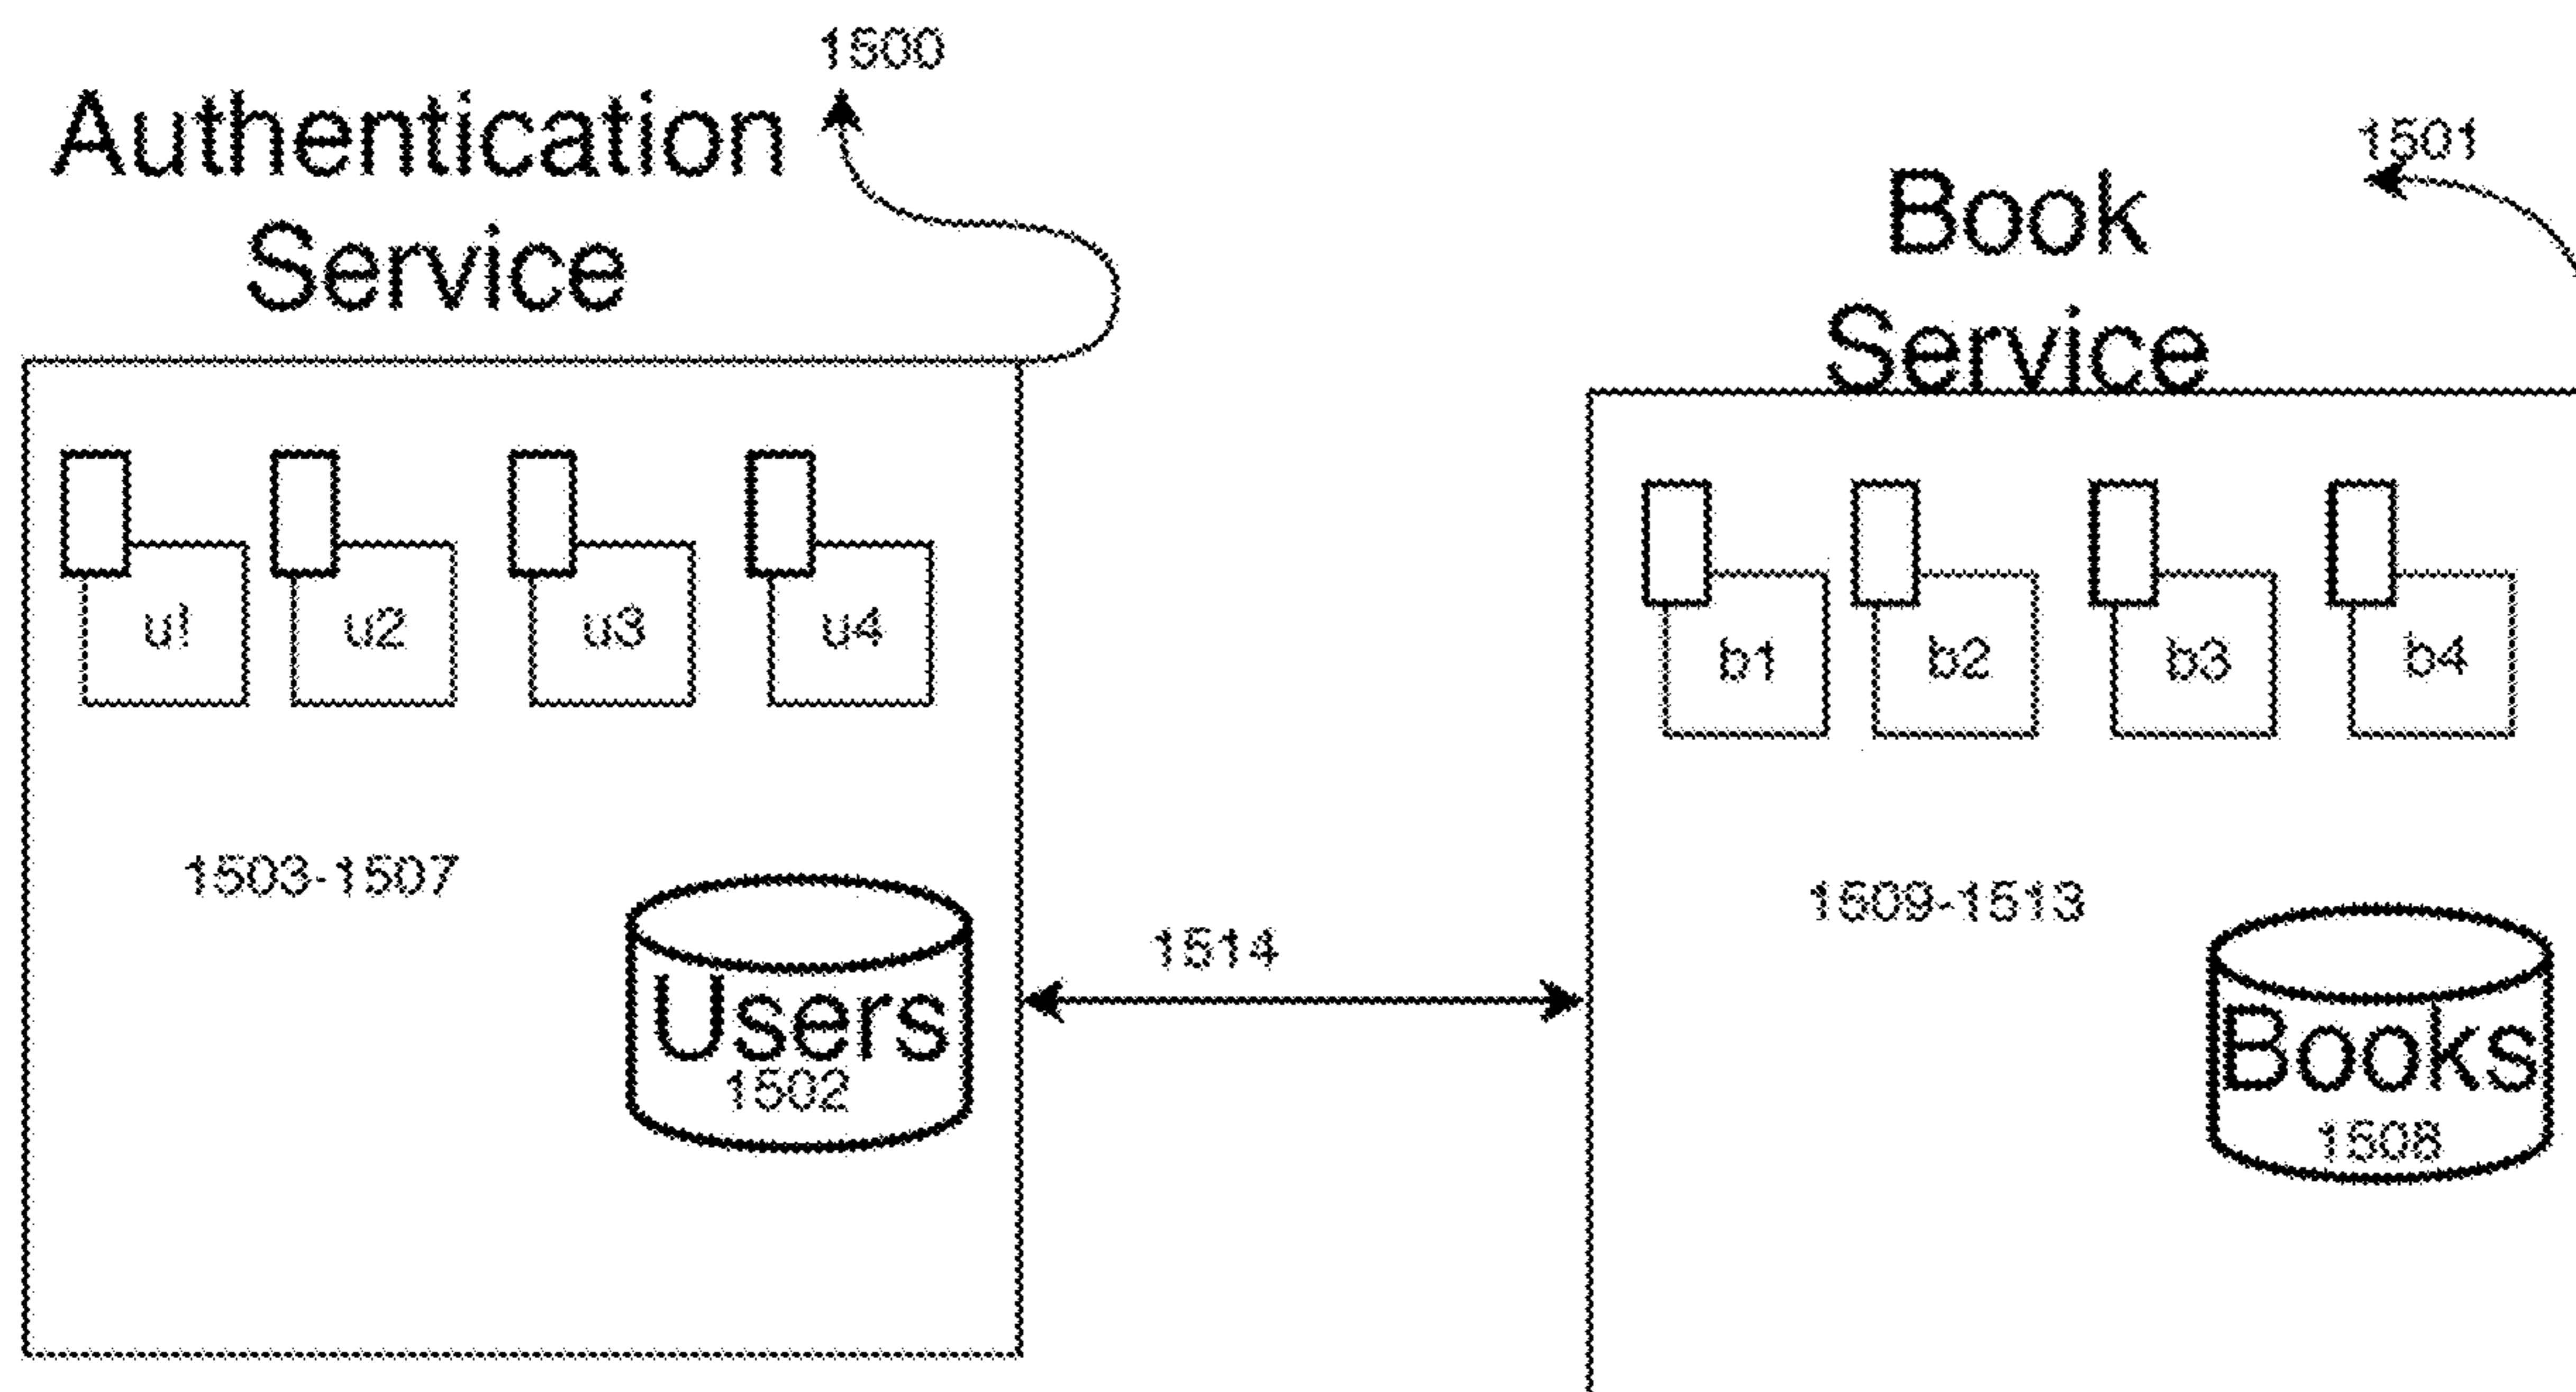 1500
Authentication
Service
1501
Book
Service
u!
u2
u3
u4
b1
b2
b3
b4
1503-1507
1509-1513
1514
Users
1502
Books
1508